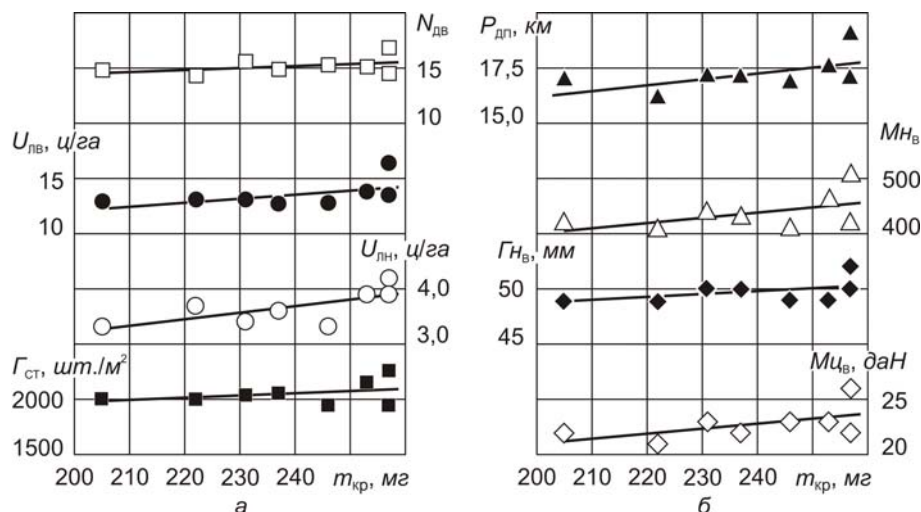 N_ДВ
15
10
U_ЛВ, ц/га
15
10
U_ЛН, ц/га
4,0
3,0
Г_СТ, шт./м²
2000
1500
200 210 220 230 240 m_кр, мг
а
P_ДП, км
17,5
15,0
Мн_В
500
400
Гн_В, мм
50
45
Мц_В, даН
25
20
200 210 220 230 240 m_кр, мг
б